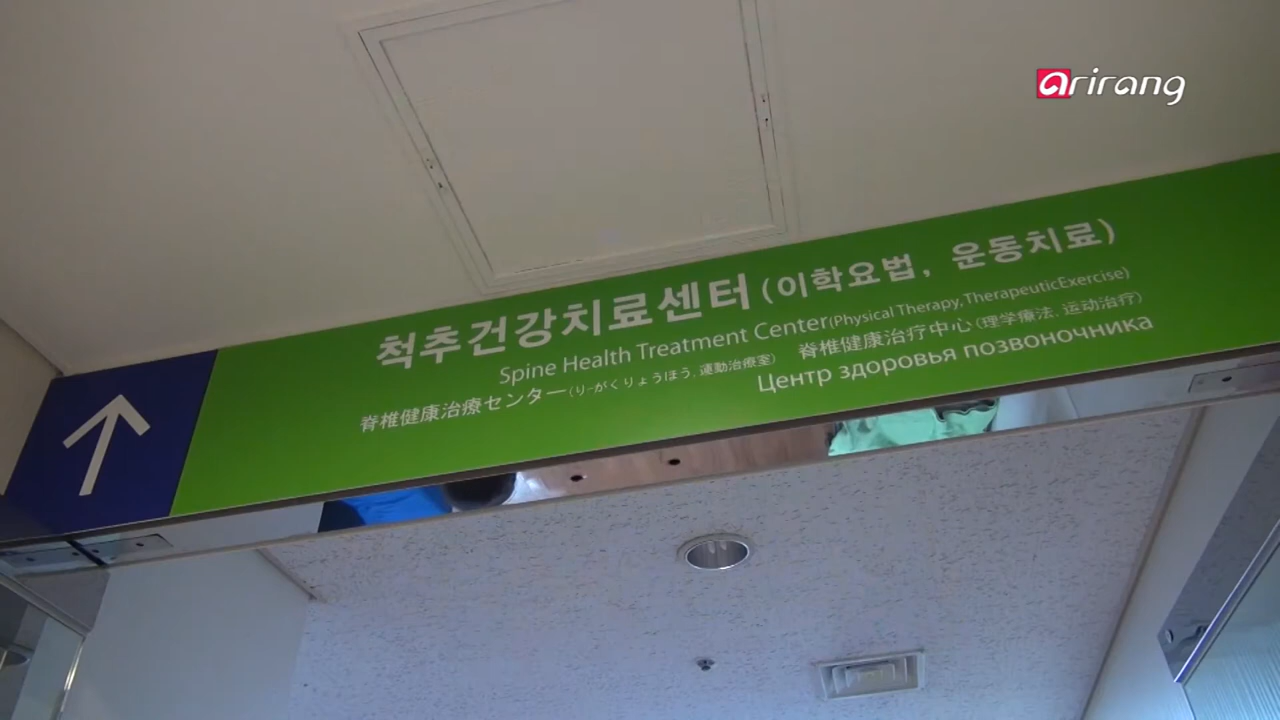 arirang
척추건강치료센터(이학요법, 운동치료)
Spine Health Treatment Center(Physical Therapy,TherapeuticExercise)
脊椎健康治療センター(り-がくりょうほう, 運動治療室) 脊椎健康治疗中心(理学療法, 运动治疗)
Центр здоровья позвоночника